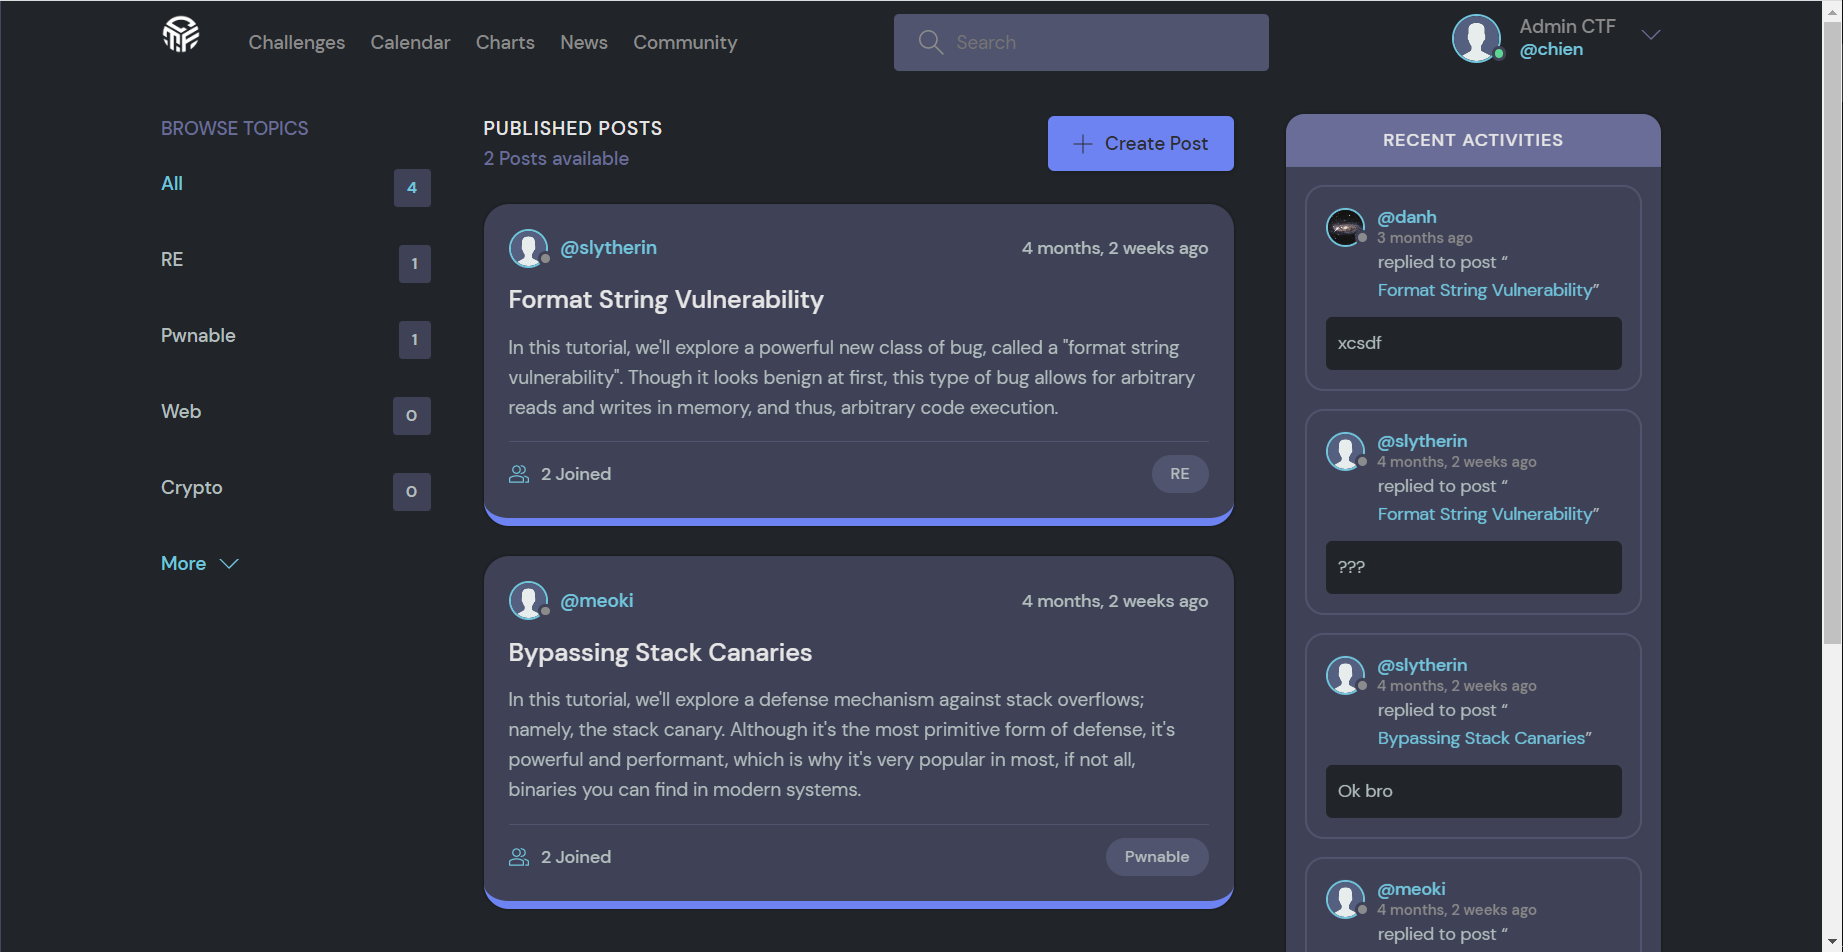 Challenges Calendar Charts News Community
Search
Admin CTF
@chien
BROWSE TOPICS
All 4
RE 1
Pwnable 1
Web 0
Crypto 0
More
PUBLISHED POSTS
2 Posts available
Create Post
@slytherin 4 months, 2 weeks ago
Format String Vulnerability
In this tutorial, we'll explore a powerful new class of bug, called a "format string
vulnerability". Though it looks benign at first, this type of bug allows for arbitrary
reads and writes in memory, and thus, arbitrary code execution.
2 Joined RE
@meoki 4 months, 2 weeks ago
Bypassing Stack Canaries
In this tutorial, we'll explore a defense mechanism against stack overflows;
namely, the stack canary. Although it's the most primitive form of defense, it's
powerful and performant, which is why it's very popular in most, if not all,
binaries you can find in modern systems.
2 Joined Pwnable
RECENT ACTIVITIES
@danh
3 months ago
replied to post “
Format String Vulnerability”
xcsdf
@slytherin
4 months, 2 weeks ago
replied to post “
Format String Vulnerability”
???
@slytherin
4 months, 2 weeks ago
replied to post “
Bypassing Stack Canaries”
Ok bro
@meoki
4 months, 2 weeks ago
replied to post “